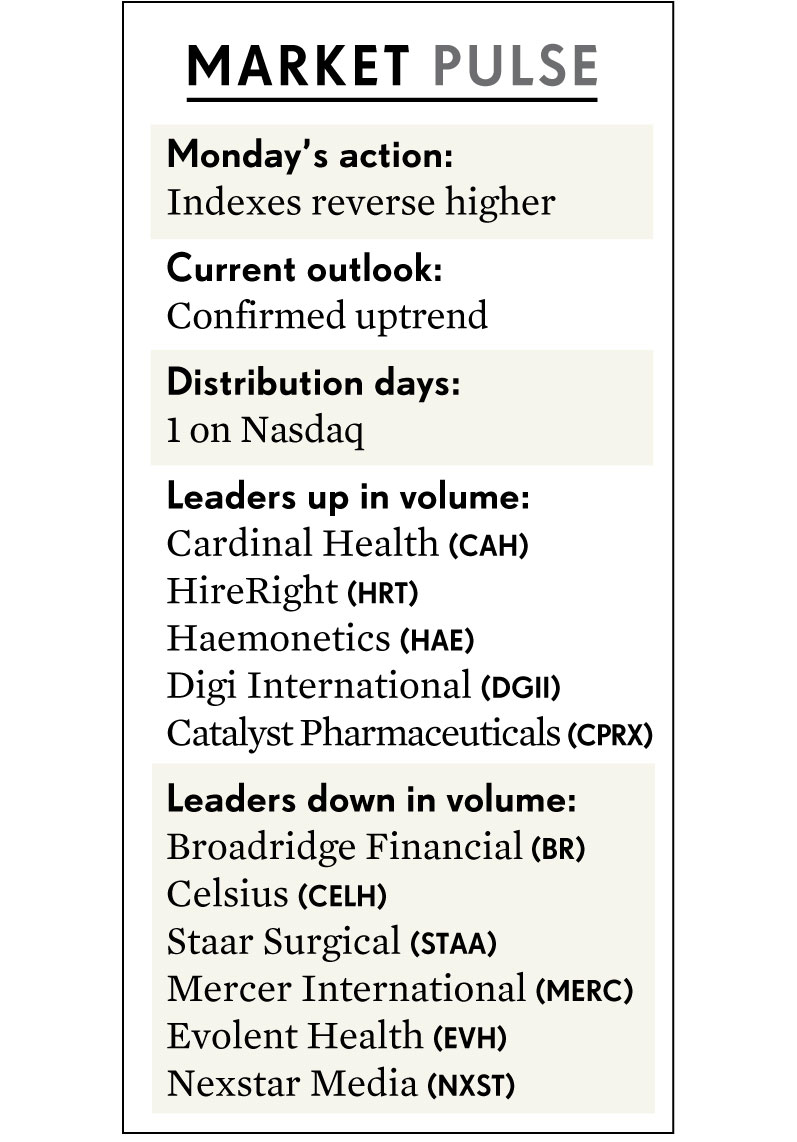 MARKET PULSE
Monday’s action:
Indexes reverse higher
Current outlook:
Confirmed uptrend
Distribution days:
1 on Nasdaq
Leaders up in volume:
Cardinal Health (CAH)
HireRight (HRT)
Haemonetics (HAE)
Digi International (DGII)
Catalyst Pharmaceuticals (CPRX)
Leaders down in volume:
Broadridge Financial (BR)
Celsius (CELH)
Staar Surgical (STAA)
Mercer International (MERC)
Evolent Health (EVH)
Nexstar Media (NXST)